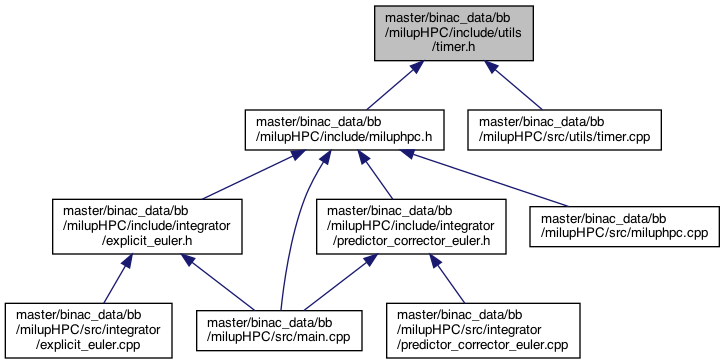 master/binac_data/bb
/milupHPC/include/utils
/timer.h
master/binac_data/bb
/milupHPC/include/miluphpc.h
master/binac_data/bb
/milupHPC/src/utils/timer.cpp
master/binac_data/bb
/milupHPC/include/integrator
/explicit_euler.h
master/binac_data/bb
/milupHPC/include/integrator
/predictor_corrector_euler.h
master/binac_data/bb
/milupHPC/src/miluphpc.cpp
master/binac_data/bb
/milupHPC/src/integrator
/explicit_euler.cpp
master/binac_data/bb
/milupHPC/src/main.cpp
master/binac_data/bb
/milupHPC/src/integrator
/predictor_corrector_euler.cpp